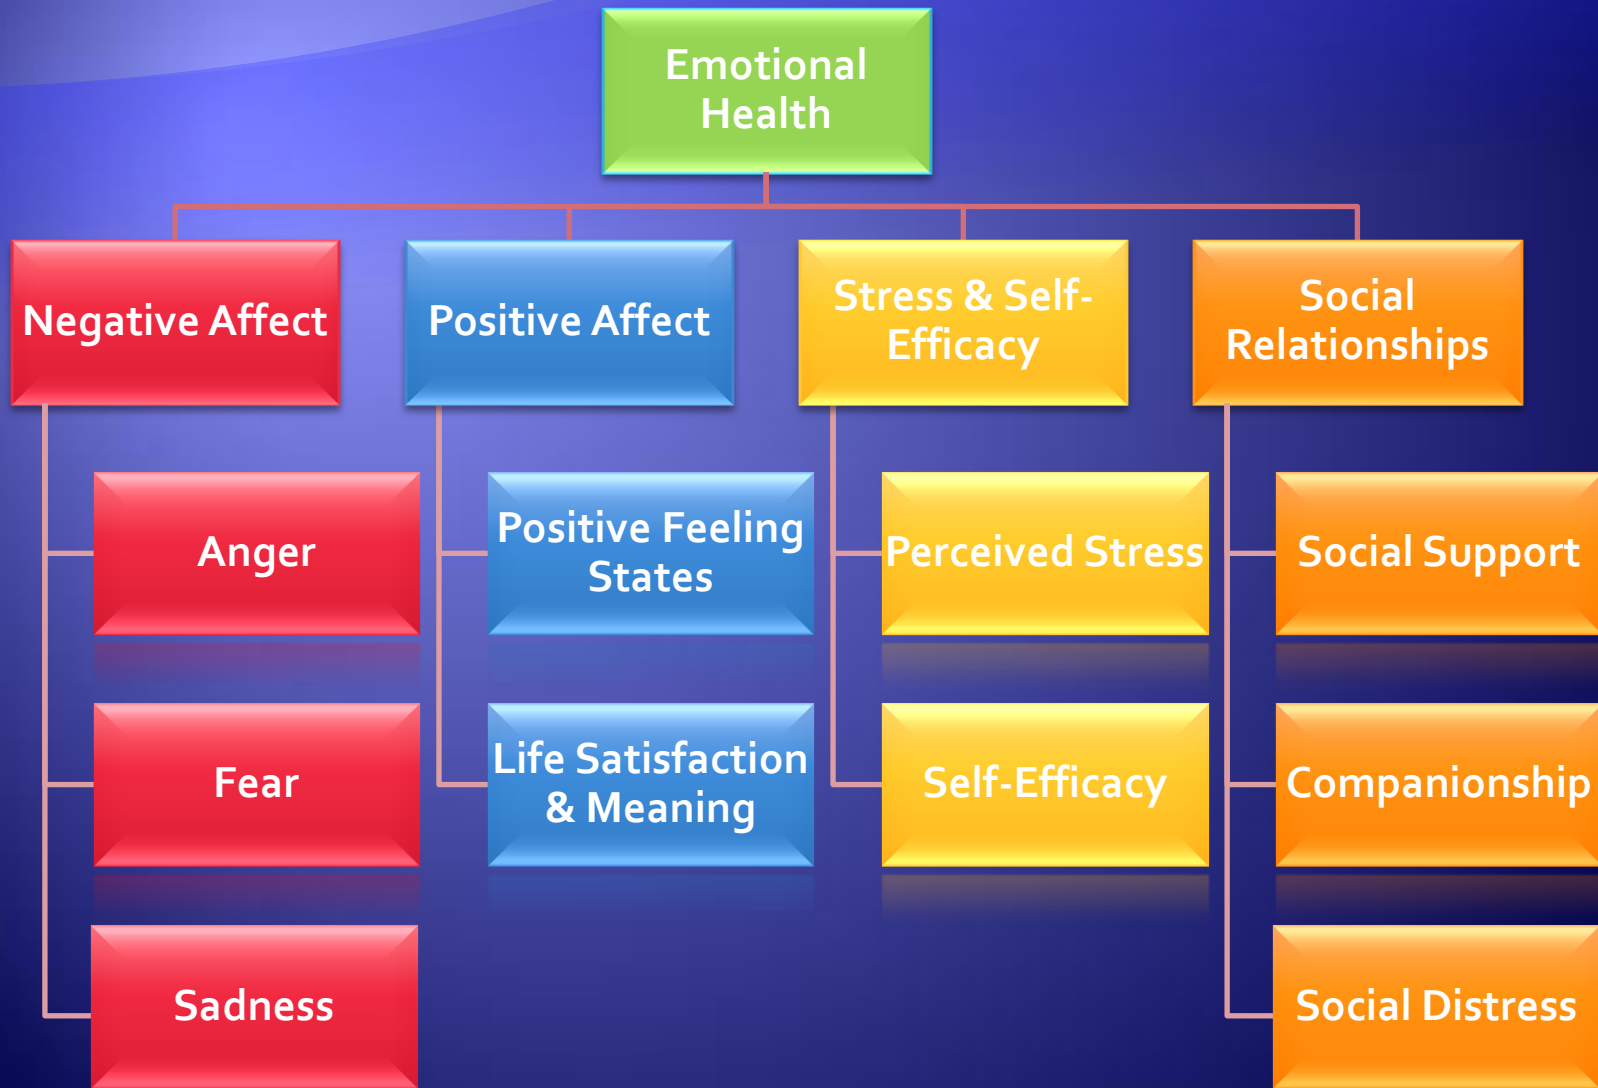 Emotional
Health
Negative Affect
Positive Affect
Stress & Self-
Efficacy
Social
Relationships
Anger
Positive Feeling
States
Perceived Stress
Social Support
Fear
Life Satisfaction
& Meaning
Self-Efficacy
Companionship
Sadness
Social Distress